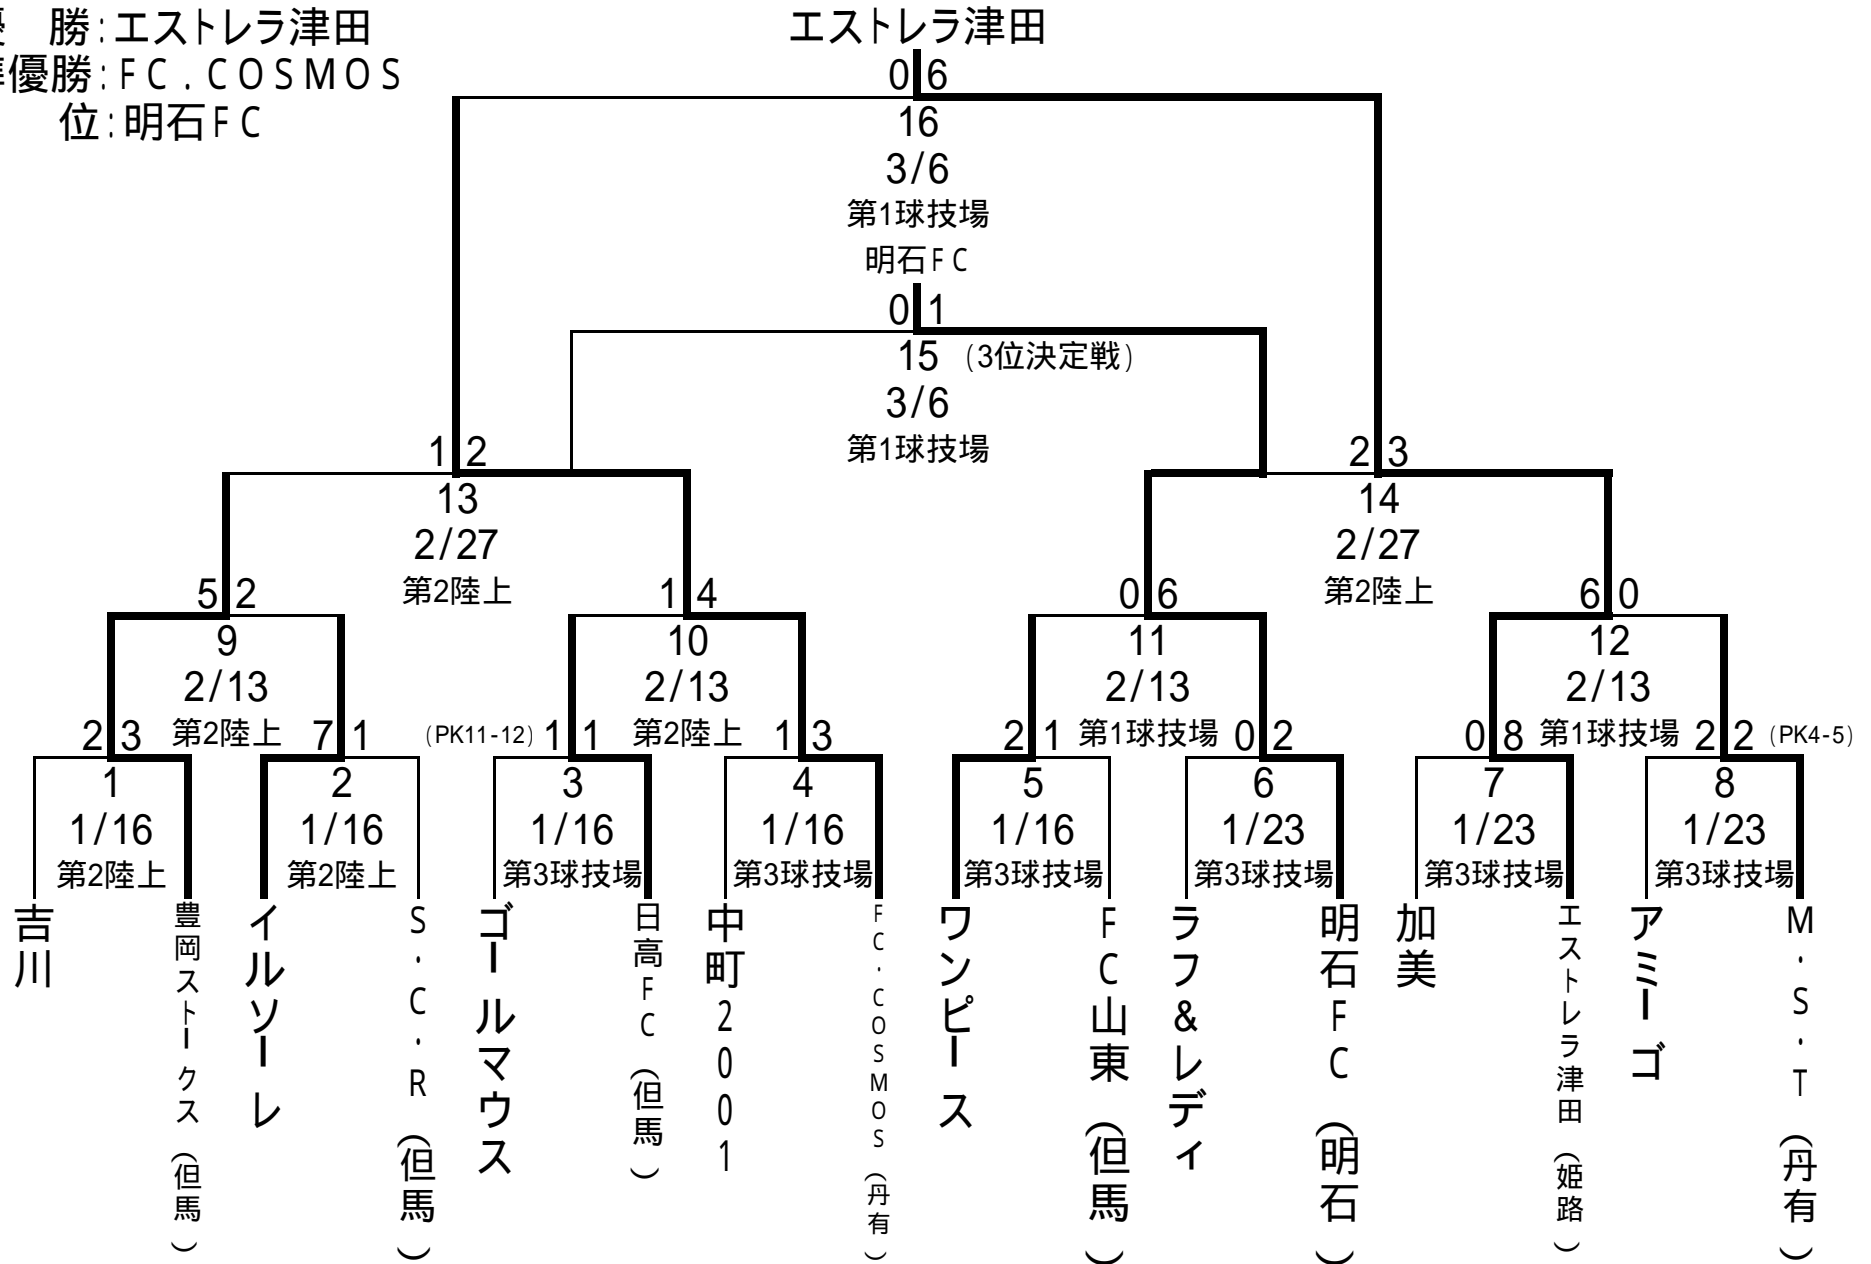 勝:エストレラ津田
優勝:FC.COSMOS
位:明石FC
エストレラ津田
0 6
16
3/6
第1球技場
明石FC
0 1
15 (3位決定戦)
3/6
第1球技場
1 2
13
2/27
第2陸上
2 3
14
2/27
第2陸上
5 2
9
2/13
第2陸上
1 4
10
2/13
第2陸上
0 6
11
2/13
第1球技場
6 0
12
2/13
第1球技場
2 3
1
1/16
第2陸上
7 1
2
1/16
第2陸上
(PK11-12) 1 1
3
1/16
第3球技場
1 3
4
1/16
第3球技場
2 1
5
1/16
第3球技場
0 2
6
1/23
第3球技場
0 8
7
1/23
第3球技場
2 2 (PK4-5)
8
1/23
第3球技場
吉川
豊岡ストークス(但馬)
イルソーレ
S・C・R(但馬)
ゴールマウス
日高FC(但馬)
中町2001
FC.COSMOS(丹有)
ワンピース
FC山東(但馬)
ラフ&レディ
明石FC(明石)
加美
エストレラ津田(姫路)
アミーゴ
M・S・T(丹有)